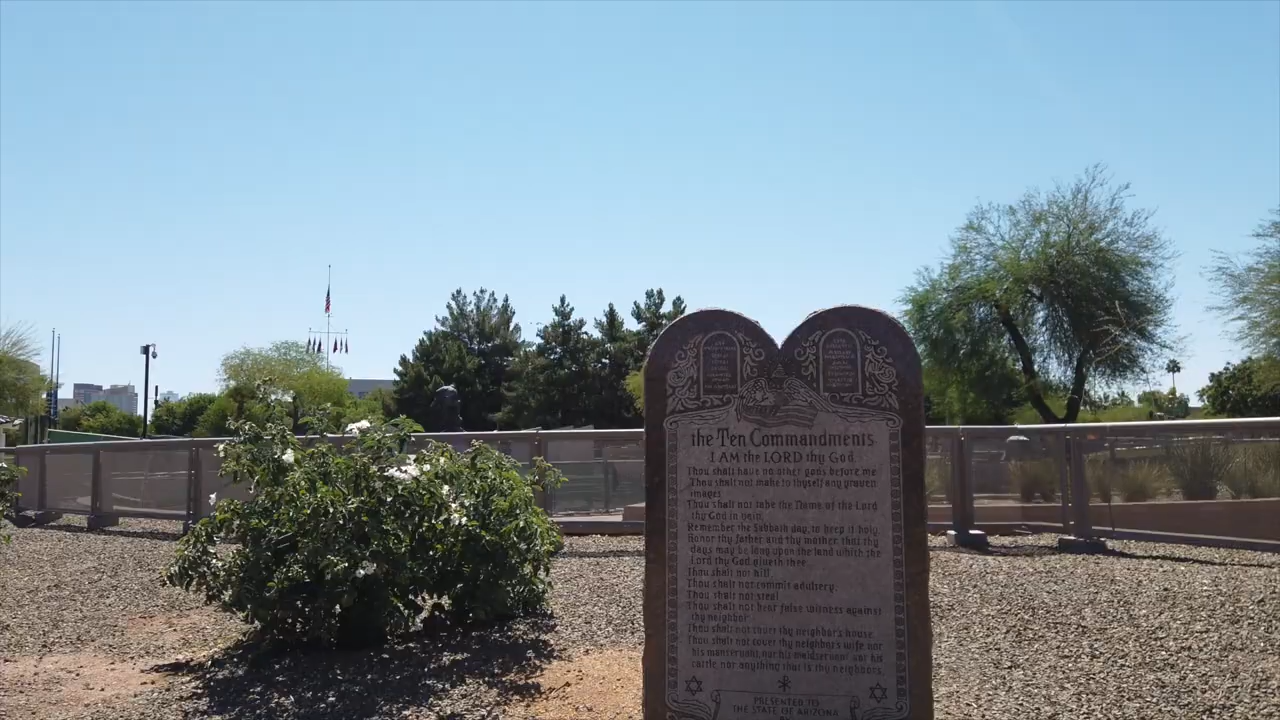 the Ten Commandments
I AM the LORD thy God
Thou shalt have no other gods before me
Thou shalt not make to thyself any graven
images
Thou shalt not take the Name of the Lord
thy God in vain
Remember the Sabbath day, to keep it holy.
Honor thy father and thy mother that thy
days may be long upon the land which the
Lord thy God giveth thee
Thou shalt not kill
Thou shalt not commit adultery
Thou shalt not steal
Thou shalt not bear false witness against
thy neighbor
Thou shalt not covet thy neighbor's house
Thou shalt not covet thy neighbor's wife nor
his manservant, nor his maidservant nor his
cattle nor anything that is thy neighbors
PRESENTED TO
THE STATE OF ARIZONA